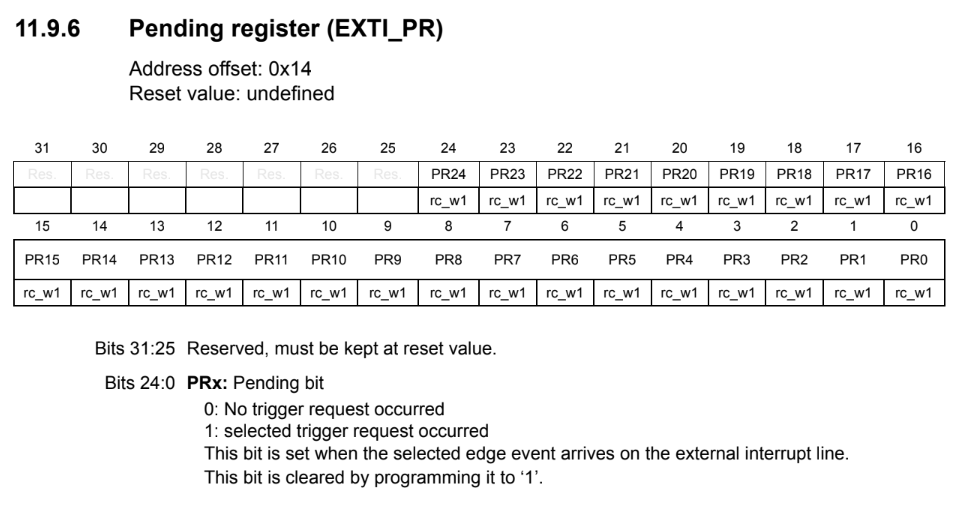 11.9.6 Pending register (EXTI_PR)
Address offset: 0x14
Reset value: undefined
31 30 29 28 27 26 25 24 23 22 21 20 19 18 17 16
Res. Res. Res. Res. Res. Res. Res. PR24 PR23 PR22 PR21 PR20 PR19 PR18 PR17 PR16
rc_w1 rc_w1 rc_w1 rc_w1 rc_w1 rc_w1 rc_w1 rc_w1 rc_w1
15 14 13 12 11 10 9 8 7 6 5 4 3 2 1 0
PR15 PR14 PR13 PR12 PR11 PR10 PR9 PR8 PR7 PR6 PR5 PR4 PR3 PR2 PR1 PR0
rc_w1 rc_w1 rc_w1 rc_w1 rc_w1 rc_w1 rc_w1 rc_w1 rc_w1 rc_w1 rc_w1 rc_w1 rc_w1 rc_w1 rc_w1 rc_w1
Bits 31:25 Reserved, must be kept at reset value.
Bits 24:0 PRx: Pending bit
0: No trigger request occurred
1: selected trigger request occurred
This bit is set when the selected edge event arrives on the external interrupt line.
This bit is cleared by programming it to ‘1’.